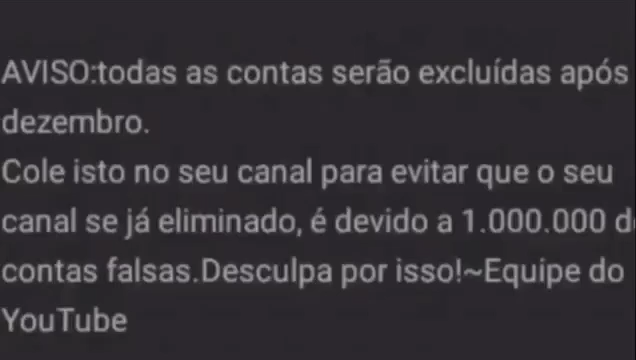 AVISO:todas as contas serão excluídas após
dezembro.
Cole isto no seu canal para evitar que o seu
canal se já eliminado, é devido a 1.000.000 d
contas falsas.Desculpa por isso!~Equipe do
YouTube